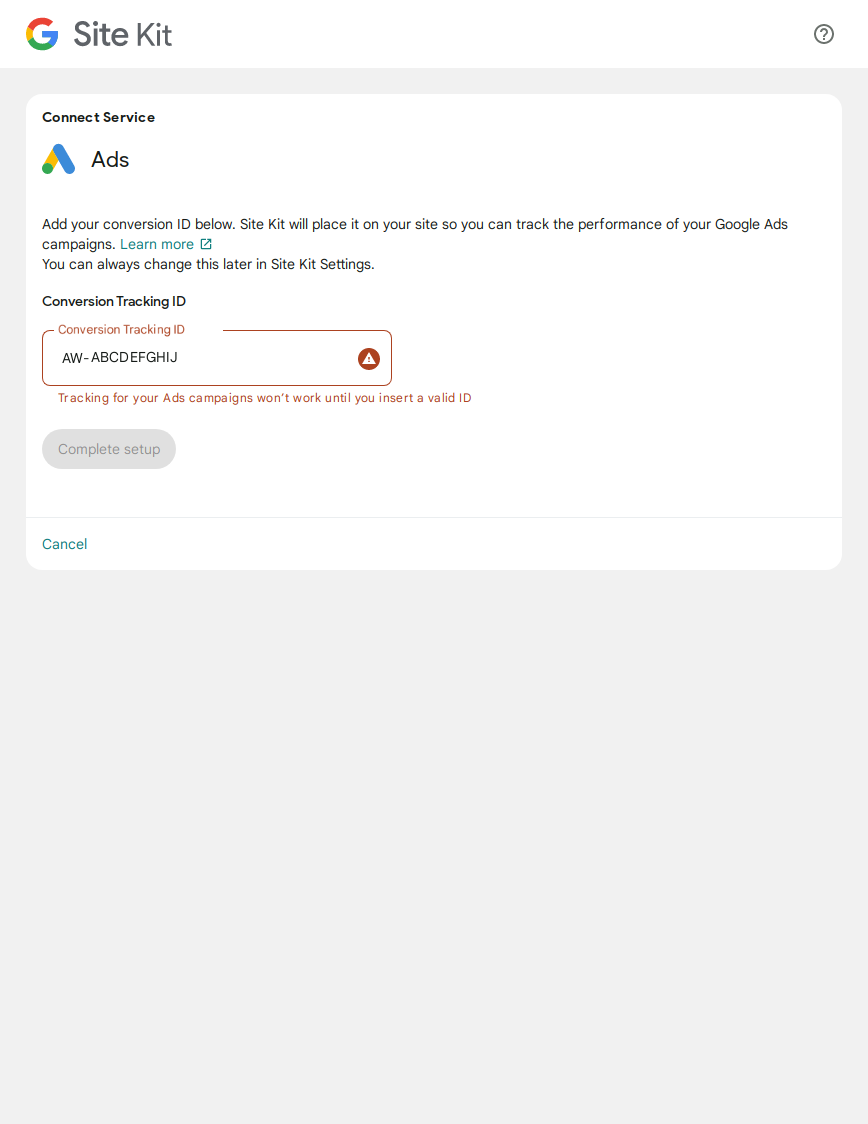 Site Kit
Connect Service
Ads
Add your conversion ID below. Site Kit will place it on your site so you can track the performance of your Google Ads
campaigns. Learn more
You can always change this later in Site Kit Settings.
Conversion Tracking ID
Conversion Tracking ID
AW-ABCDEFGHIJ
Tracking for your Ads campaigns won’t work until you insert a valid ID
Complete setup
Cancel